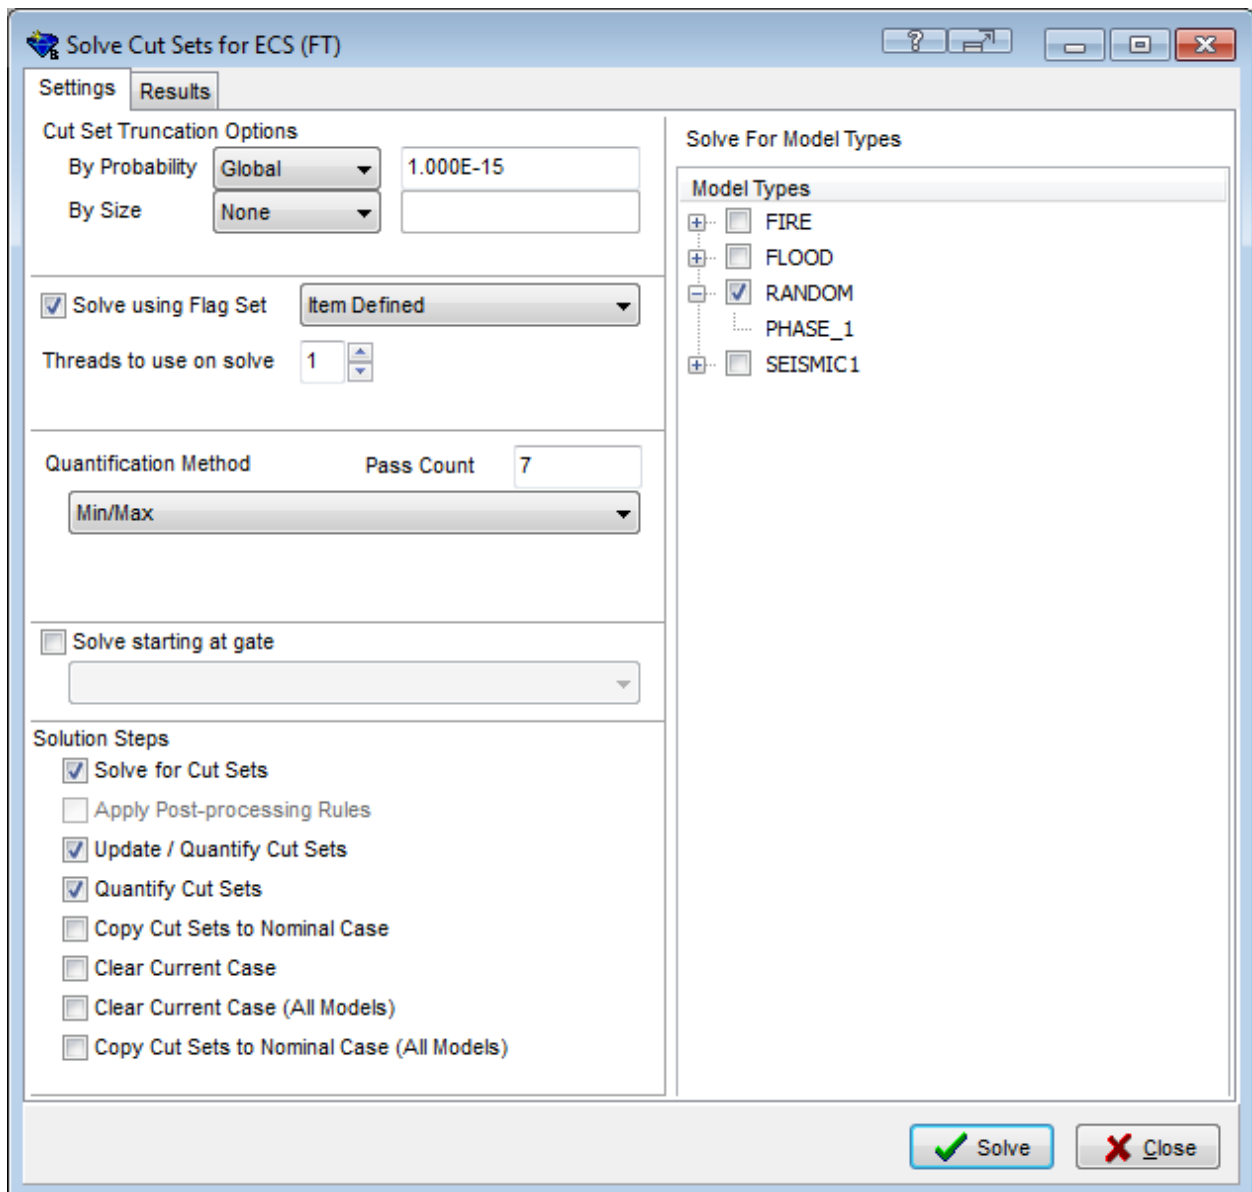 Solve Cut Sets for ECS (FT)
Settings
Results
Cut Set Truncation Options
By Probability Global 1.000E-15
By Size None
Solve using Flag Set Item Defined
Threads to use on solve 1
Quantification Method Pass Count 7
Min/Max
Solve starting at gate
Solution Steps
Solve for Cut Sets
Apply Post-processing Rules
Update / Quantify Cut Sets
Quantify Cut Sets
Copy Cut Sets to Nominal Case
Clear Current Case
Clear Current Case (All Models)
Copy Cut Sets to Nominal Case (All Models)
Solve For Model Types
Model Types
FIRE
FLOOD
RANDOM
PHASE_1
SEISMIC1
Solve
Close